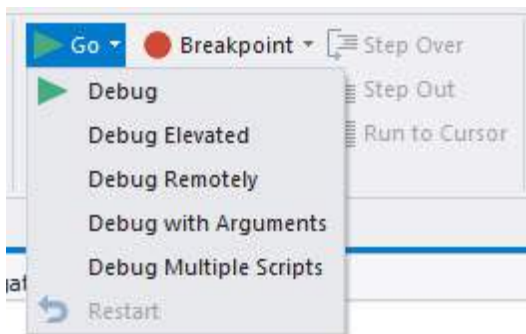 Go Breakpoint Step Over
Debug Step Out
Debug Elevated Run to Cursor
Debug Remotely
Debug with Arguments
Debug Multiple Scripts
Restart